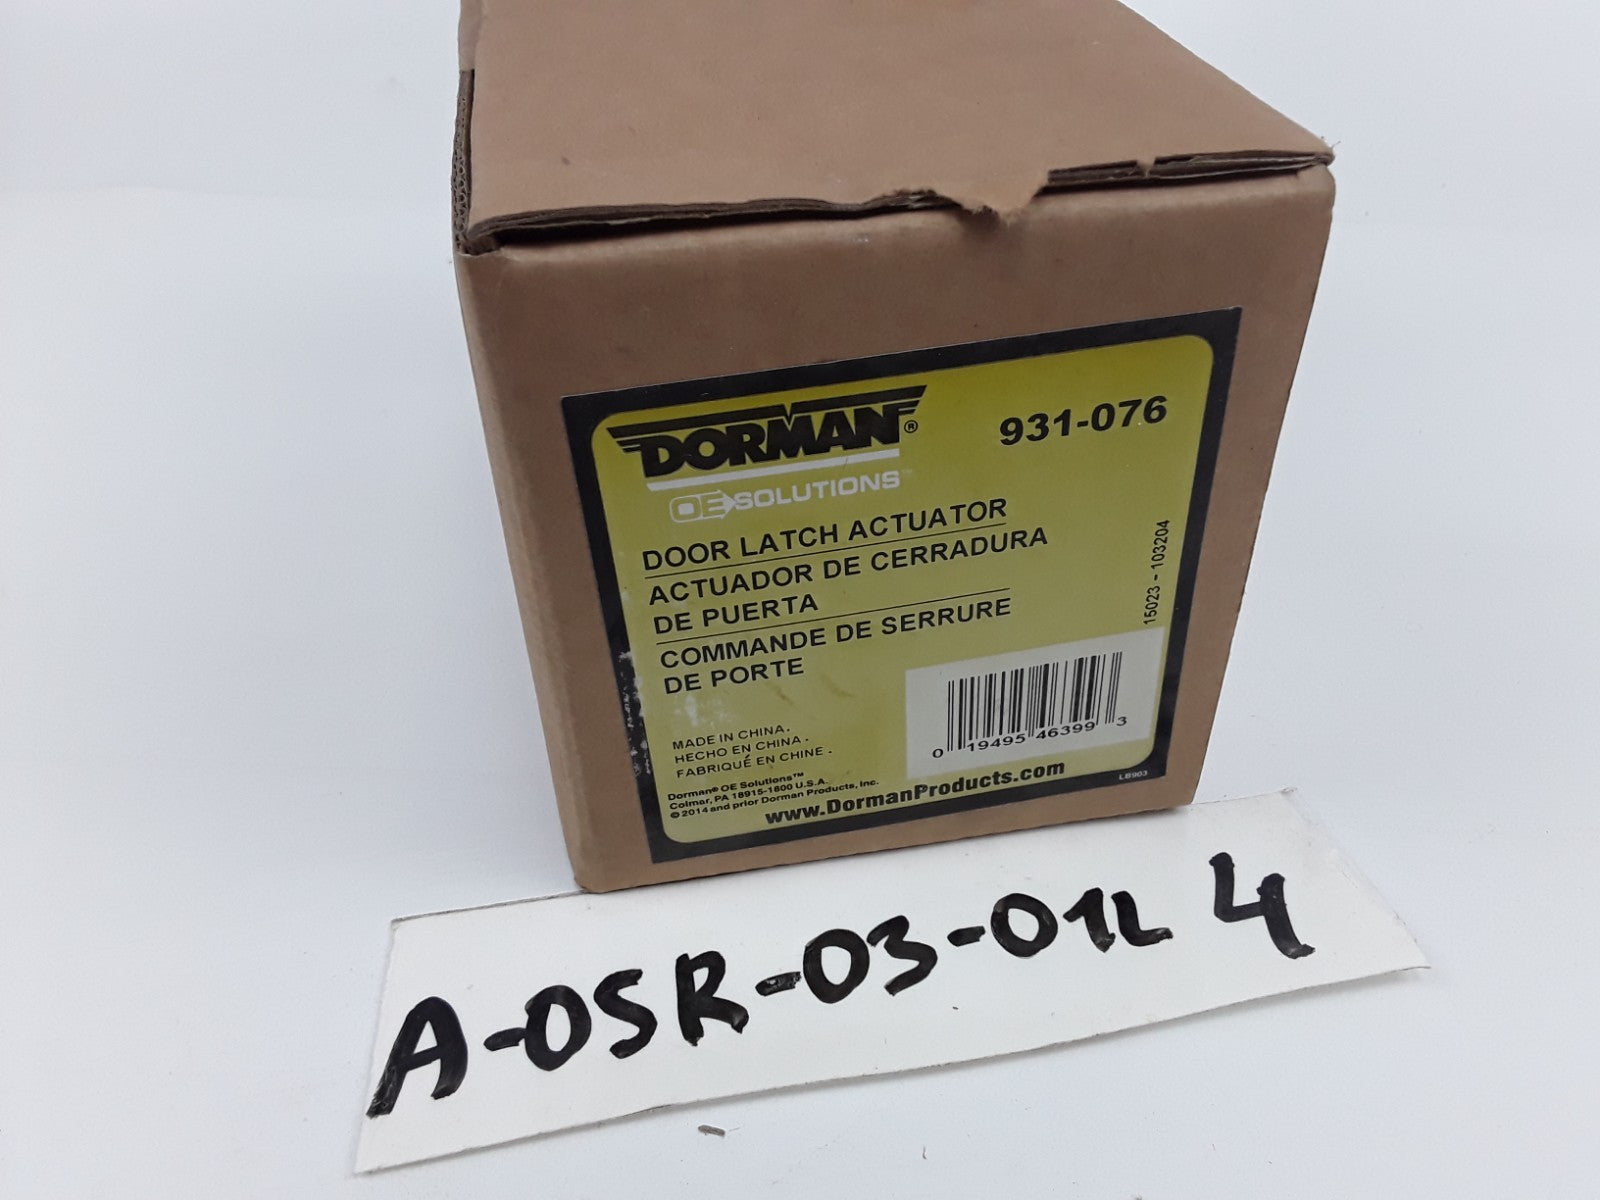 DORMAN®
931-076
OE SOLUTIONS™
DOOR LATCH ACTUATOR
ACTUADOR DE CERRADURA
DE PUERTA
COMMANDE DE SERRURE
DE PORTE
15023 - 103204
MADE IN CHINA.
HECHO EN CHINA.
FABRIQUÉ EN CHINE.
0 19495 46399 3
Dorman® OE Solutions™
Colmar, PA 18915-1800 U.S.A.
© 2014 and prior Dorman Products, Inc.
www.DormanProducts.com
LB903
A-05R-03-01L 4